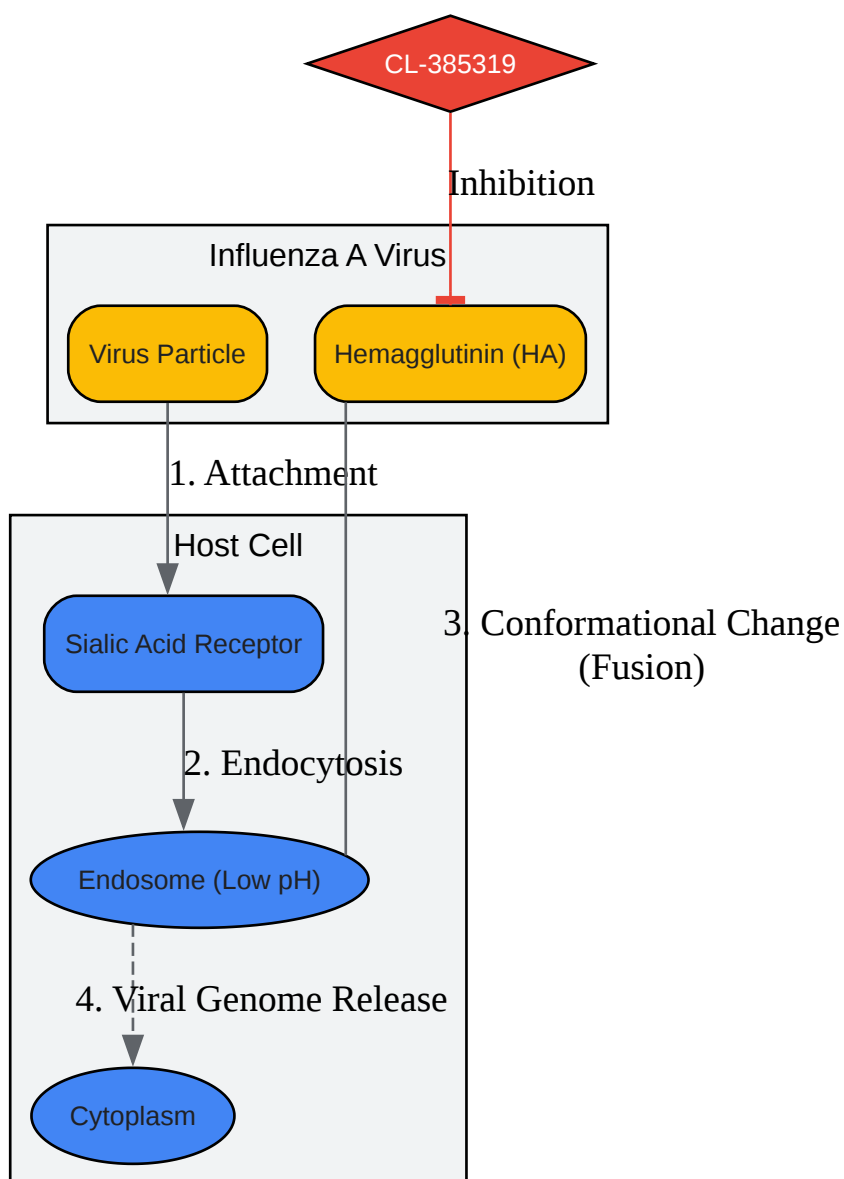 CL-385319
Inhibition
Influenza A Virus
Virus Particle
Hemagglutinin (HA)
1. Attachment
Host Cell
Sialic Acid Receptor
3. Conformational Change
(Fusion)
2. Endocytosis
Endosome (Low pH)
4. Viral Genome Release
Cytoplasm